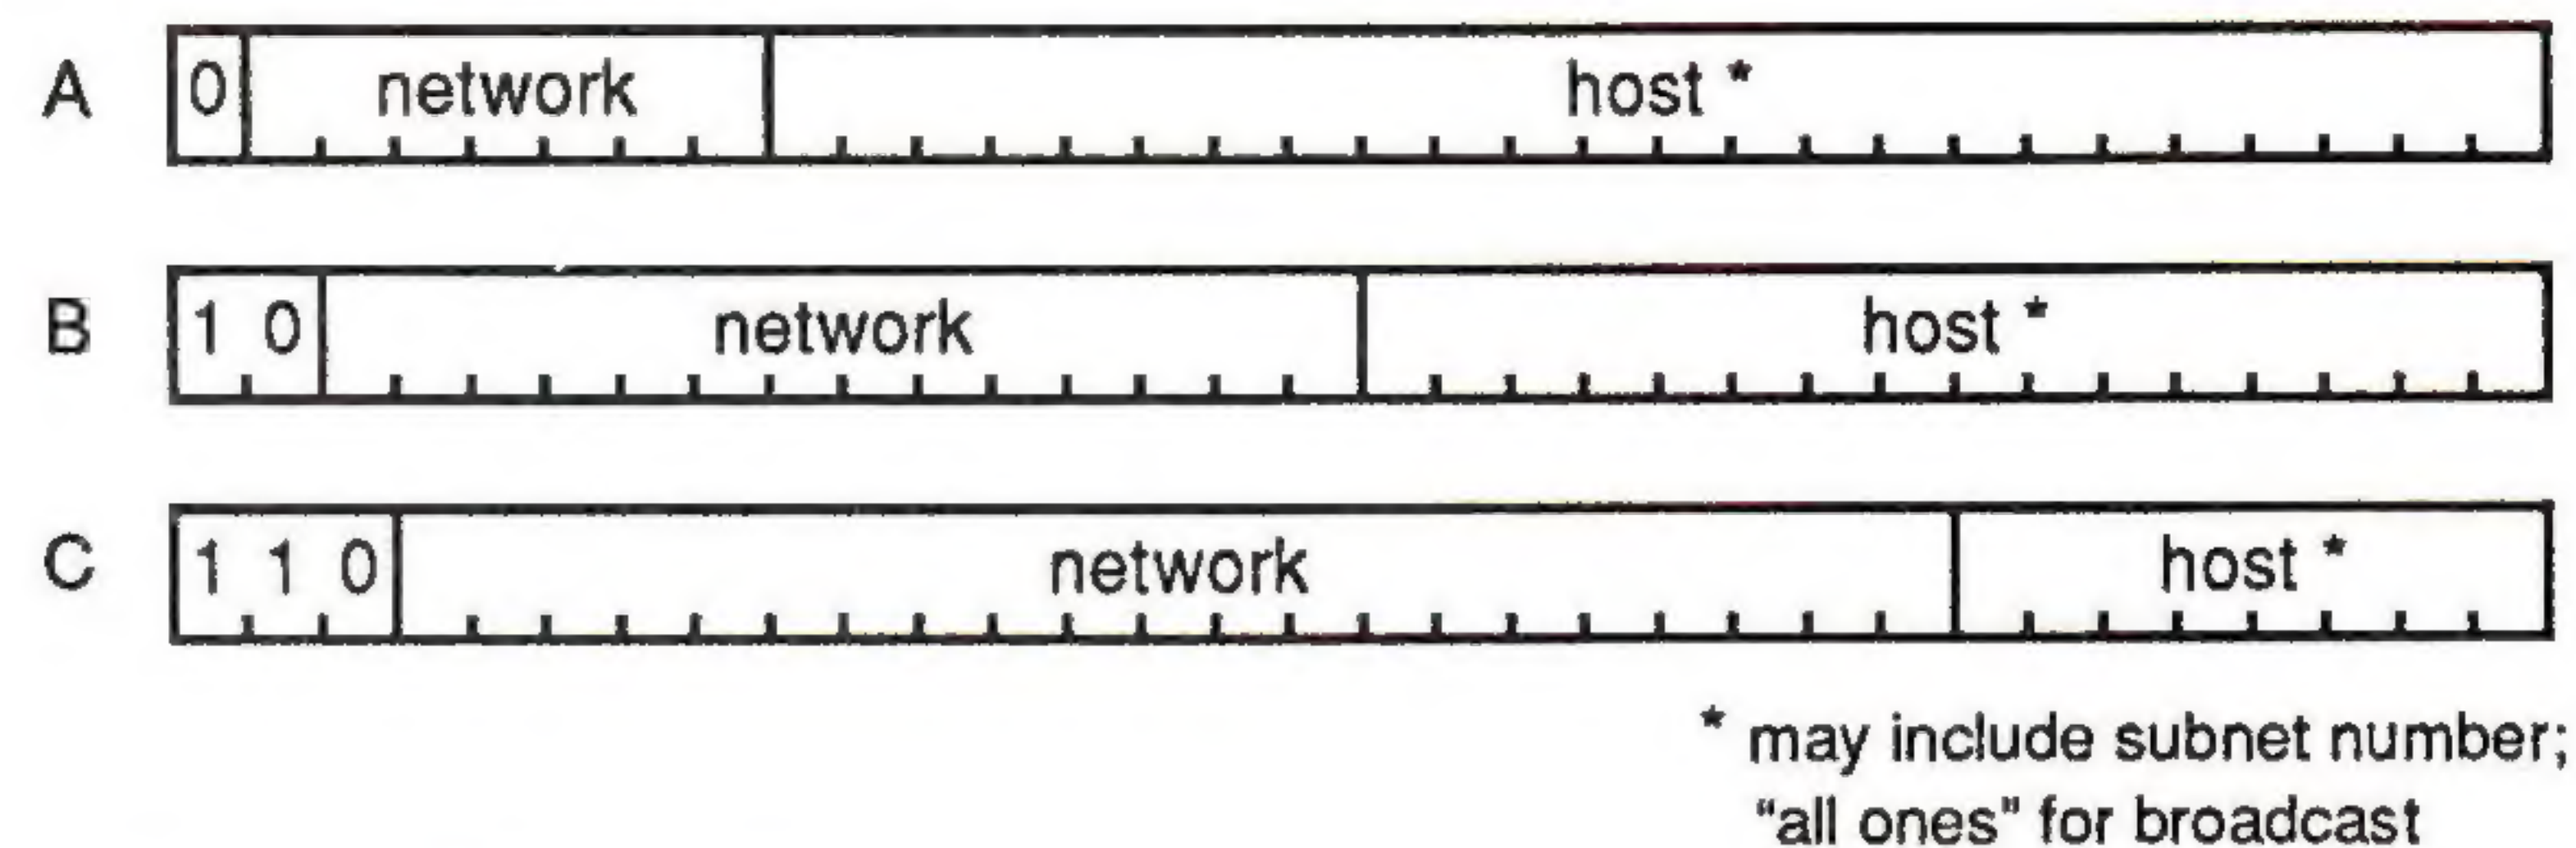 A 0 network host *
B 1 0 network host *
C 1 1 0 network host *
* may include subnet number;
"all ones" for broadcast